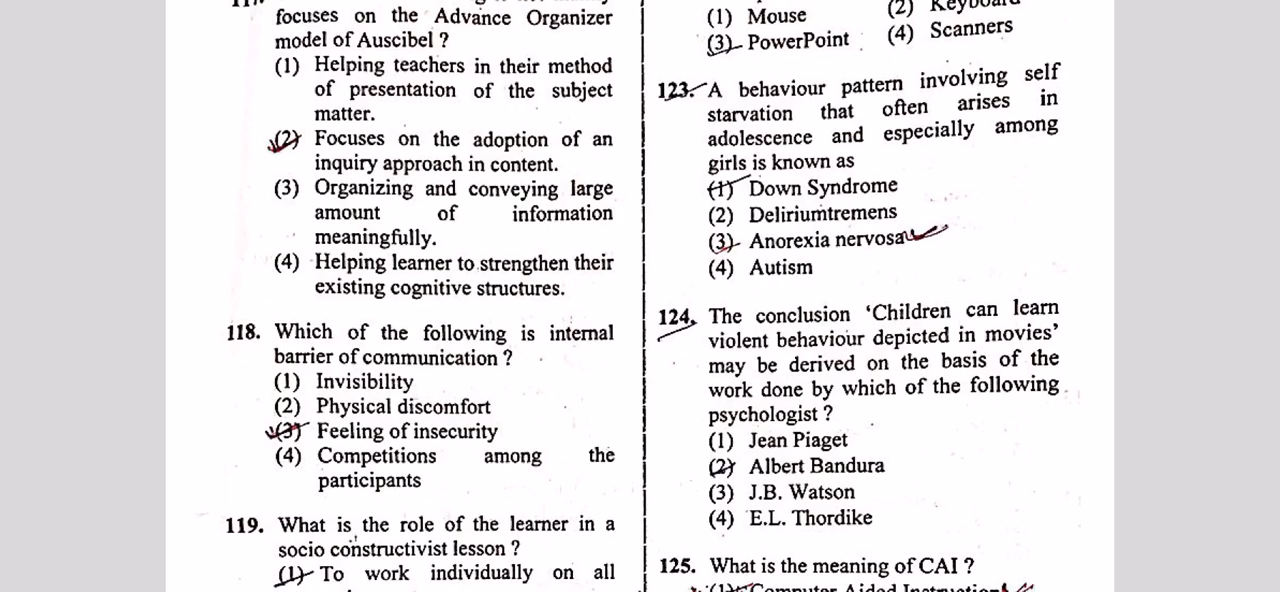 focuses on the Advance Organizer
model of Auscibel ?
(1) Helping teachers in their method
of presentation of the subject
matter.
(2) Focuses on the adoption of an
inquiry approach in content.
(3) Organizing and conveying large
amount of information
meaningfully.
(4) Helping learner to strengthen their
existing cognitive structures.
118. Which of the following is internal
barrier of communication ?
(1) Invisibility
(2) Physical discomfort
(3) Feeling of insecurity
(4) Competitions among the
participants
119. What is the role of the learner in a
socio constructivist lesson ?
(1) To work individually on all
(1) Mouse
(2) Keyboard
(3) PowerPoint
(4) Scanners
123. A behaviour pattern involving self
starvation that often arises in
adolescence and especially among
girls is known as
(1) Down Syndrome
(2) Deliriumtremens
(3) Anorexia nervosa
(4) Autism
124. The conclusion ‘Children can learn
violent behaviour depicted in movies’
may be derived on the basis of the
work done by which of the following
psychologist ?
(1) Jean Piaget
(2) Albert Bandura
(3) J.B. Watson
(4) E.L. Thordike
125. What is the meaning of CAI ?
(1) Computer Aided Instruction